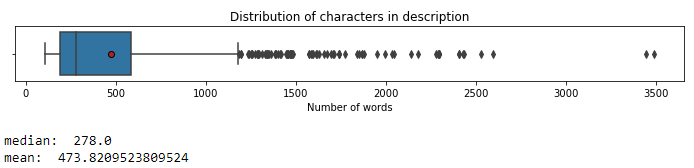 Distribution of characters in description
0 500 1000 1500 2000 2500 3000 3500
Number of words
median:  278.0
mean:  473.8209523809524